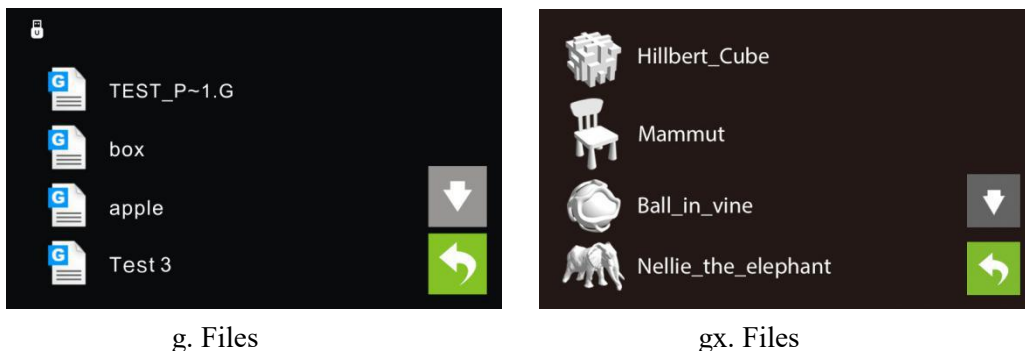 TEST_P~1.G
box
apple
Test 3
g. Files
Hillbert_Cube
Mammut
Ball_in_vine
Nellie_the_elephant
gx. Files